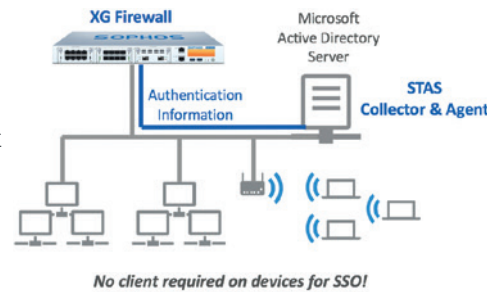 XG Firewall
SOPHOS
Microsoft
Active Directory
Server
STAS
Collector & Agent
Authentication
Information
No client required on devices for SSO!